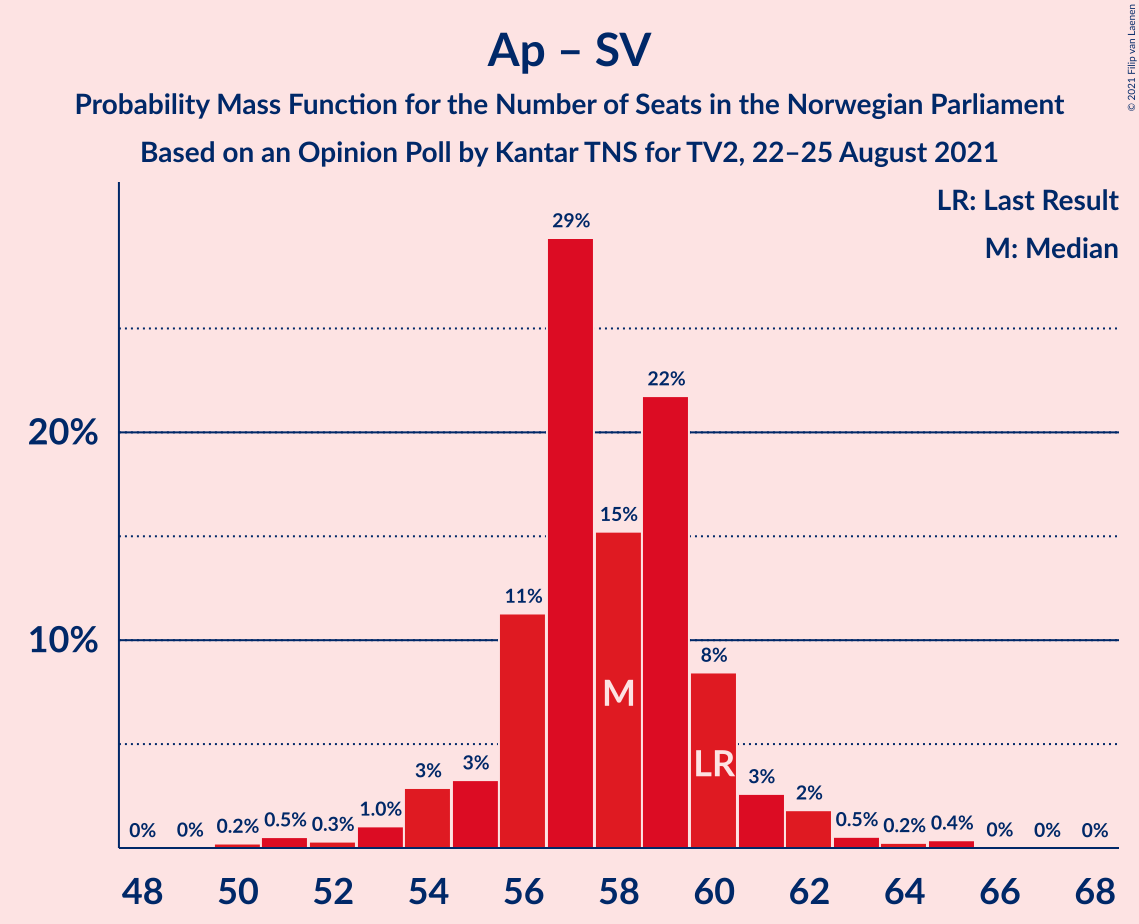 Ap – SV
Probability Mass Function for the Number of Seats in the Norwegian Parliament
Based on an Opinion Poll by Kantar TNS for TV2, 22–25 August 2021
© 2021 Filip van Laenen
LR: Last Result
M: Median
29%
22%
20%
15%
11%
10%
8%
M
LR
3%
3%
3%
2%
1.0%
0.5%
0.3%
0.2%
0%
0%
0.5%
0.2%
0.4%
0%
0%
0%
48 50 52 54 56 58 60 62 64 66 68